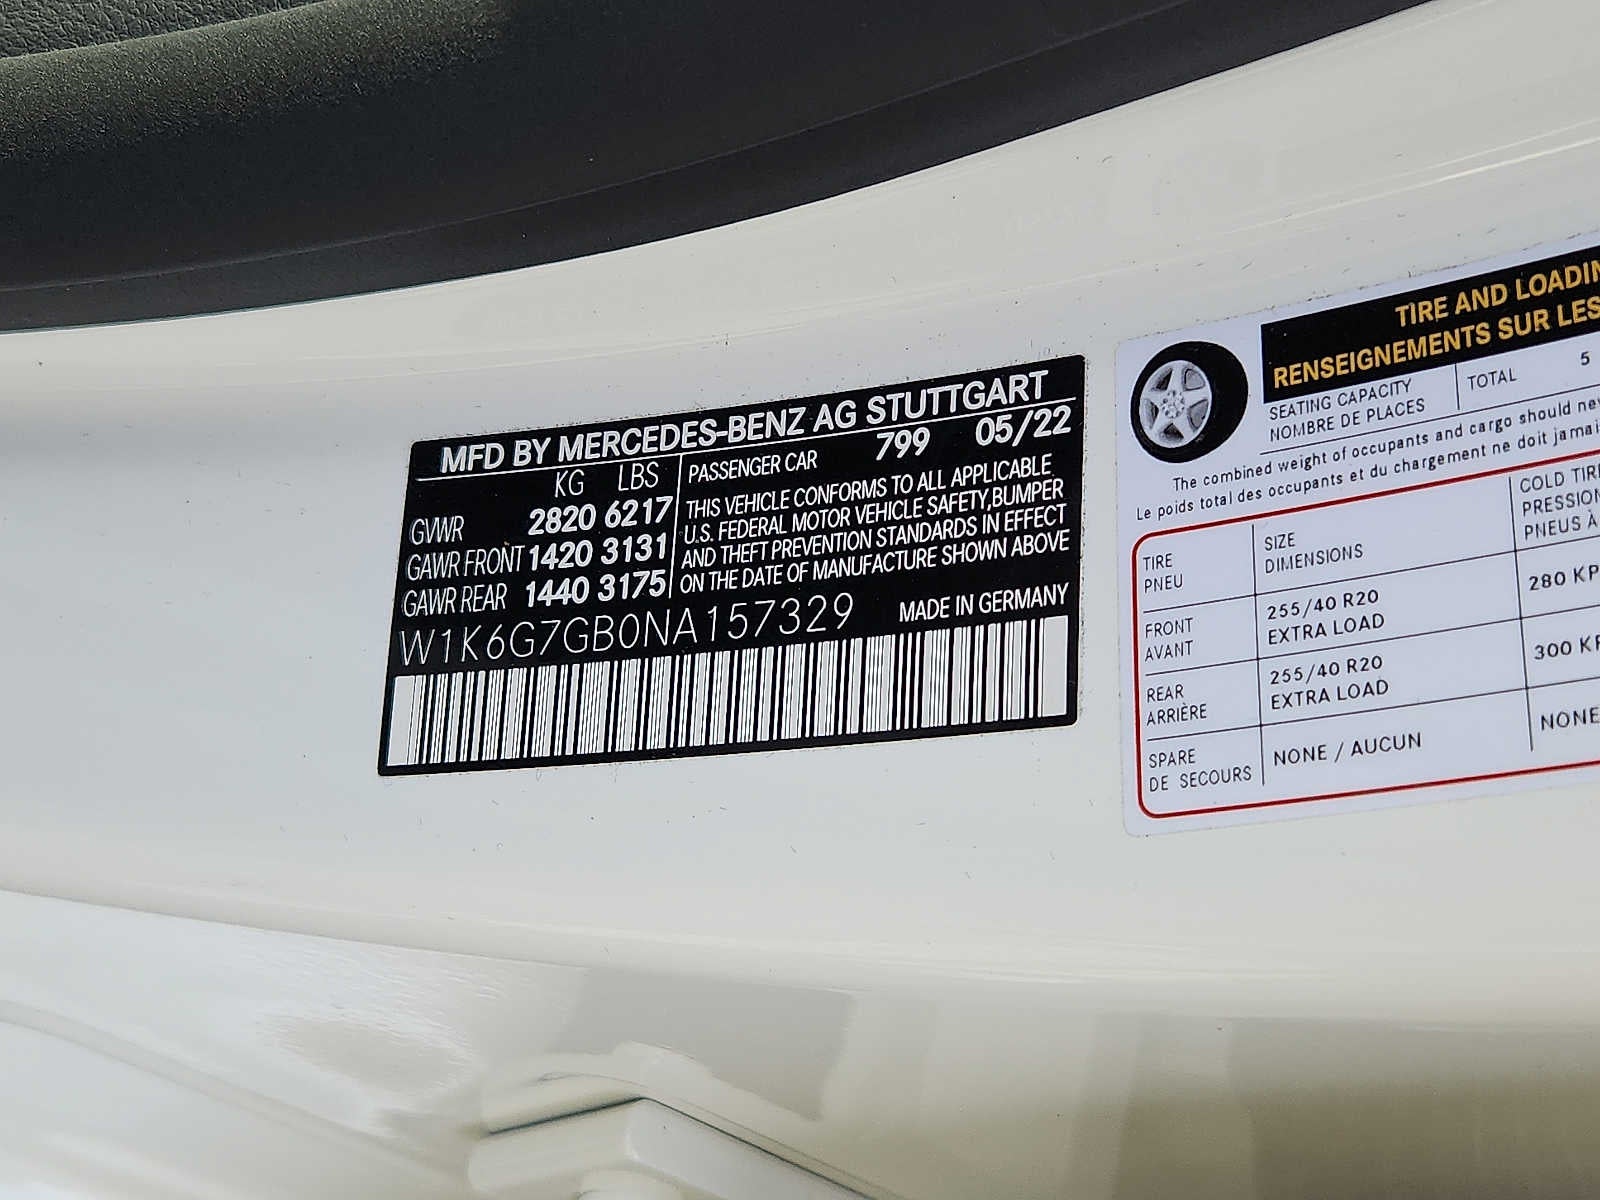 MFD BY MERCEDES-BENZ AG STUTTGART
KG LBS
GVWR 2820 6217
GAWR FRONT 1420 3131
GAWR REAR 1440 3175
PASSENGER CAR 799 05/22
THIS VEHICLE CONFORMS TO ALL APPLICABLE
U.S. FEDERAL MOTOR VEHICLE SAFETY,BUMPER
AND THEFT PREVENTION STANDARDS IN EFFECT
ON THE DATE OF MANUFACTURE SHOWN ABOVE
W1K6G7GB0NA157329 MADE IN GERMANY
TIRE AND LOADIN
RENSEIGNEMENTS SUR LES
SEATING CAPACITY
NOMBRE DE PLACES
TOTAL 5
The combined weight of occupants and cargo should nev
Le poids total des occupants et du chargement ne doit jamai
TIRE
PNEU
SIZE
DIMENSIONS
COLD TIR
PRESSION
PNEUS À
FRONT
AVANT
255/40 R20
EXTRA LOAD
280 KP
REAR
ARRIÈRE
255/40 R20
EXTRA LOAD
300 KP
SPARE
DE SECOURS
NONE / AUCUN
NONE